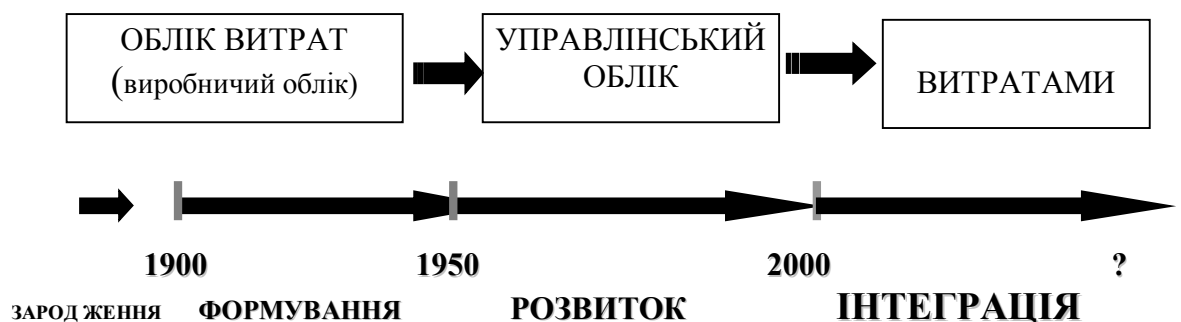 ОБЛІК ВИТРАТ
(виробничий облік)
УПРАВЛІНСЬКИЙ
ОБЛІК
ВИТРАТАМИ
1900
1950
2000
?
ЗАРОД ЖЕННЯ
ФОРМУВАННЯ
РОЗВИТОК
ІНТЕГРАЦІЯ